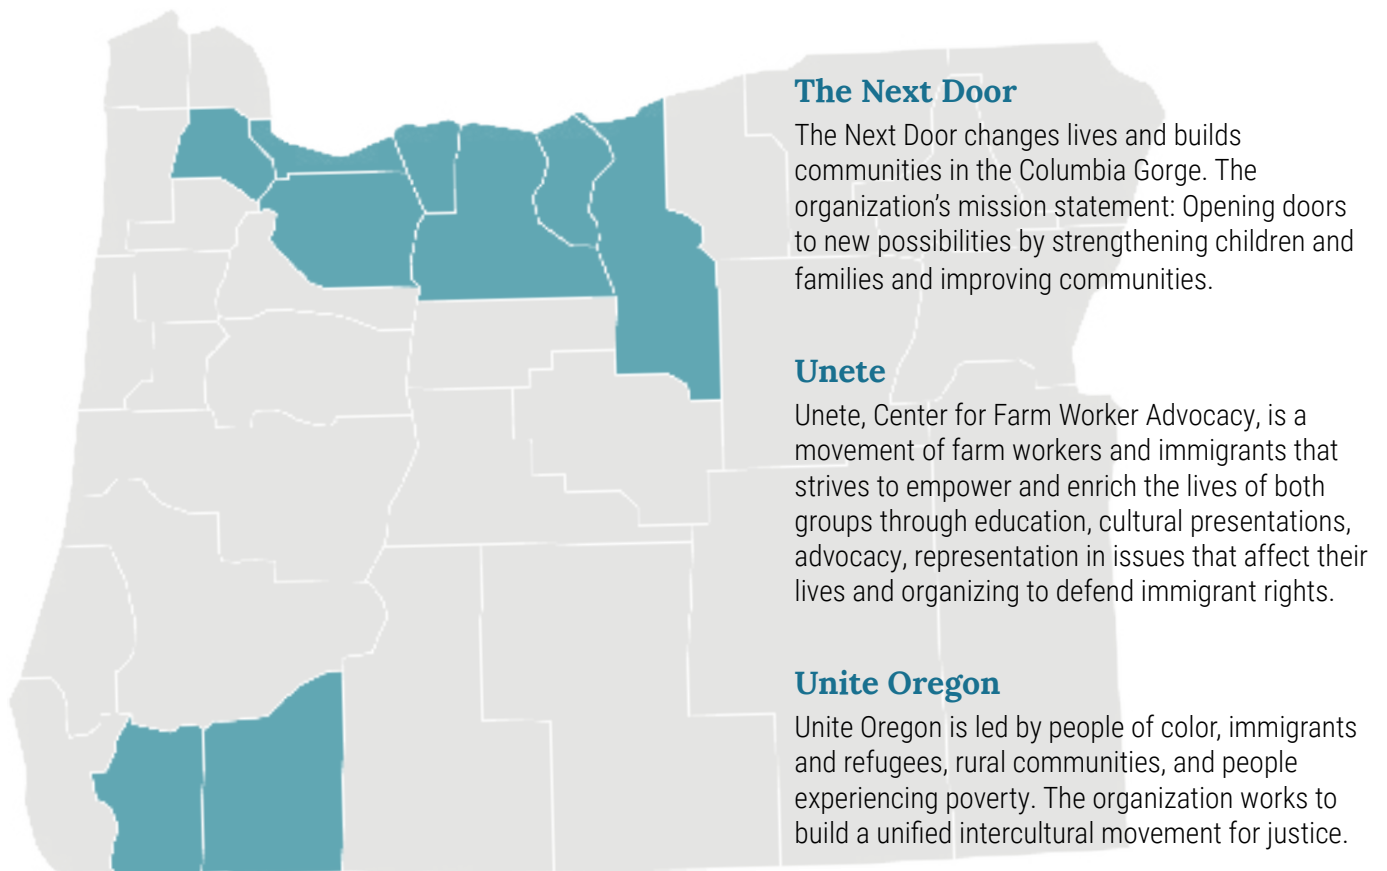 The Next Door
The Next Door changes lives and builds
communities in the Columbia Gorge. The
organization’s mission statement: Opening doors
to new possibilities by strengthening children and
families and improving communities.
Unete
Unete, Center for Farm Worker Advocacy, is a
movement of farm workers and immigrants that
strives to empower and enrich the lives of both
groups through education, cultural presentations,
advocacy, representation in issues that affect their
lives and organizing to defend immigrant rights.
Unite Oregon
Unite Oregon is led by people of color, immigrants
and refugees, rural communities, and people
experiencing poverty. The organization works to
build a unified intercultural movement for justice.